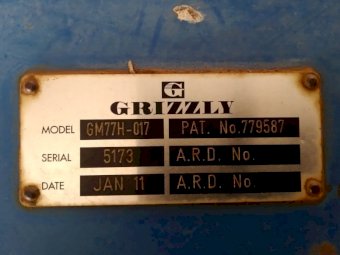 G
GRIZZLY
MODEL GM77H-017 PAT. No.779587
SERIAL 5173 A.R.D. No.
DATE JAN 11 A.R.D. No.